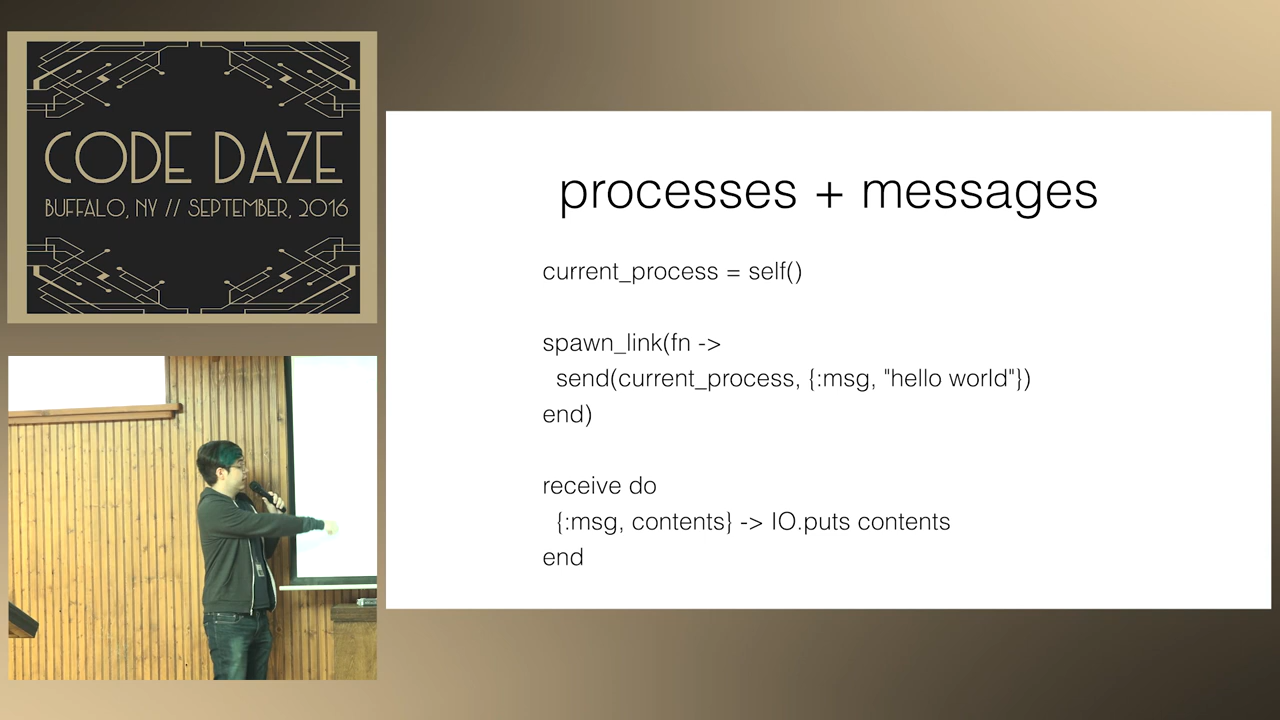 CODE DAZE
BUFFALO, NY // SEPTEMBER, 2016
processes + messages
current_process = self()
spawn_link(fn ->
send(current_process, {:msg, "hello world"})
end)
receive do
{:msg, contents} -> IO.puts contents
end